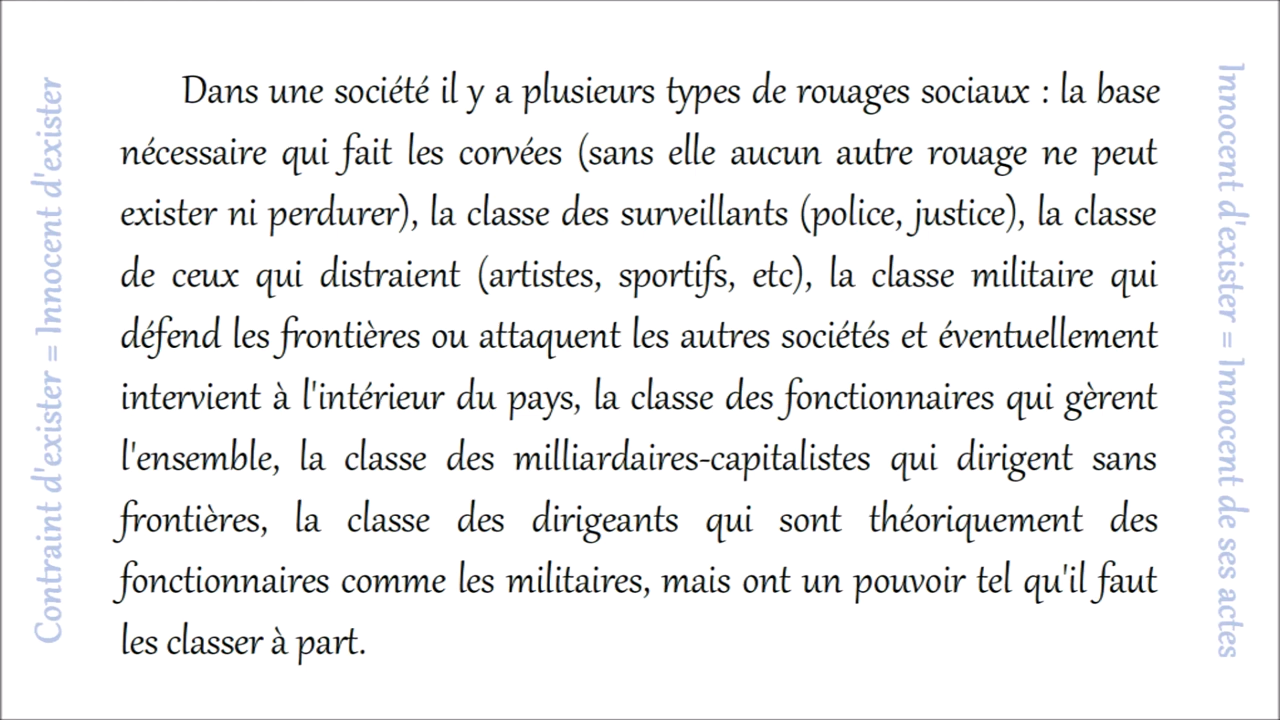 Contraint d'exister = Innocent d'exister
Dans une société il y a plusieurs types de rouages sociaux : la base
nécessaire qui fait les corvées (sans elle aucun autre rouage ne peut
exister ni perdurer), la classe des surveillants (police, justice), la classe
de ceux qui distraient (artistes, sportifs, etc), la classe militaire qui
défend les frontières ou attaquent les autres sociétés et éventuellement
intervient à l'intérieur du pays, la classe des fonctionnaires qui gèrent
l'ensemble, la classe des milliardaires-capitalistes qui dirigent sans
frontières, la classe des dirigeants qui sont théoriquement des
fonctionnaires comme les militaires, mais ont un pouvoir tel qu'il faut
les classer à part.
Innocent d'exister = Innocent de ses actes